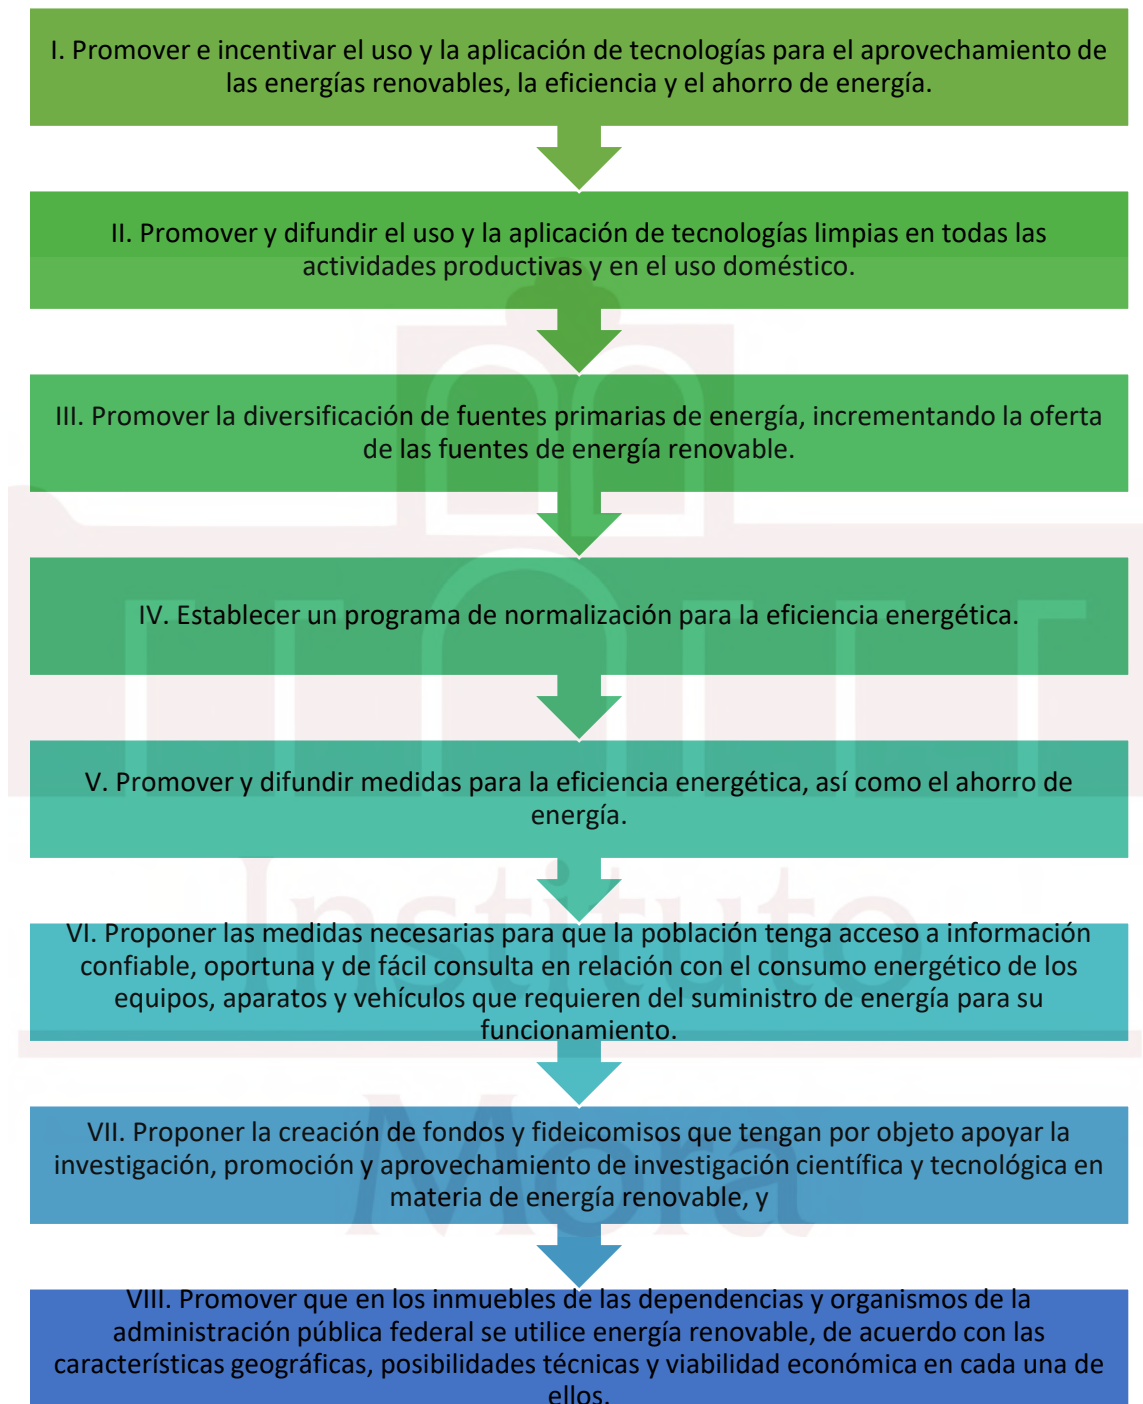 I. Promover e incentivar el uso y la aplicación de tecnologías para el aprovechamiento de
las energías renovables, la eficiencia y el ahorro de energía.
II. Promover y difundir el uso y la aplicación de tecnologías limpias en todas las
actividades productivas y en el uso doméstico.
III. Promover la diversificación de fuentes primarias de energía, incrementando la oferta
de las fuentes de energía renovable.
IV. Establecer un programa de normalización para la eficiencia energética.
V. Promover y difundir medidas para la eficiencia energética, así como el ahorro de
energía.
Instituto
VI. Proponer las medidas necesarias para que la población tenga acceso a información
confiable, oportuna y de fácil consulta en relación con el consumo energético de los
equipos, aparatos y vehículos que requieren del suministro de energía para su
funcionamiento.
Mora
VII. Proponer la creación de fondos y fideicomisos que tengan por objeto apoyar la
investigación, promoción y aprovechamiento de investigación científica y tecnológica en
materia de energía renovable, y
VIII. Promover que en los inmuebles de las dependencias y organismos de la
administración pública federal se utilice energía renovable, de acuerdo con las
características geográficas, posibilidades técnicas y viabilidad económica en cada una de
ellos.